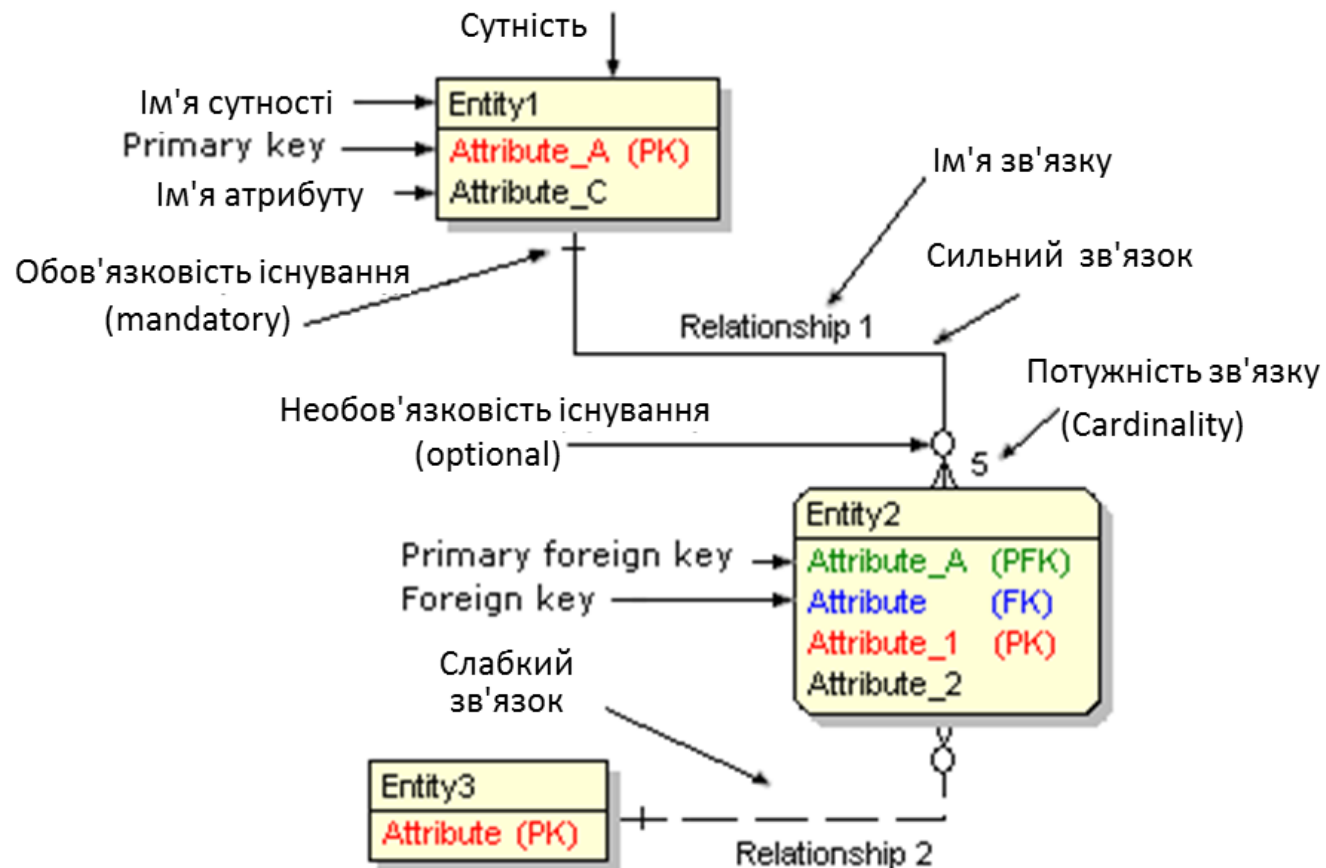 Сутність
Ім'я сутності
Entity1
Primary key
Attribute_A (PK)
Ім'я атрибуту
Attribute_C
Ім'я зв'язку
Обов'язковість існування
(mandatory)
Сильний зв'язок
Relationship 1
Потужність зв'язку
(Cardinality)
Необов'язковість існування
(optional)
5
Entity2
Primary foreign key
Attribute_A (PFK)
Foreign key
Attribute (FK)
Attribute_1 (PK)
Attribute_2
Слабкий
зв'язок
Entity3
Attribute (PK)
Relationship 2